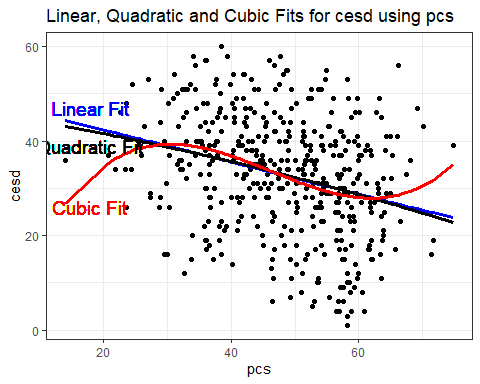 Linear, Quadratic and Cubic Fits for cesd using pcs
60
Linear Fit
40
uadratic Fit
cesd
Cubic Fit
20
0
20 40 60
pcs